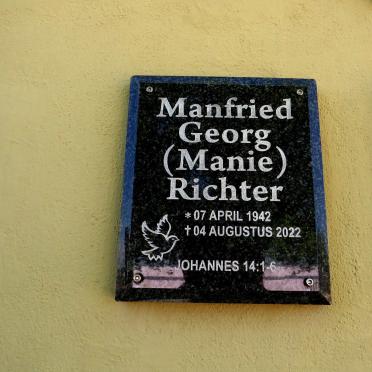 Manfried
Georg
(Manie)
Richter
* 07 APRIL 1942
† 04 AUGUSTUS 2022
JOHANNES 14:1-6